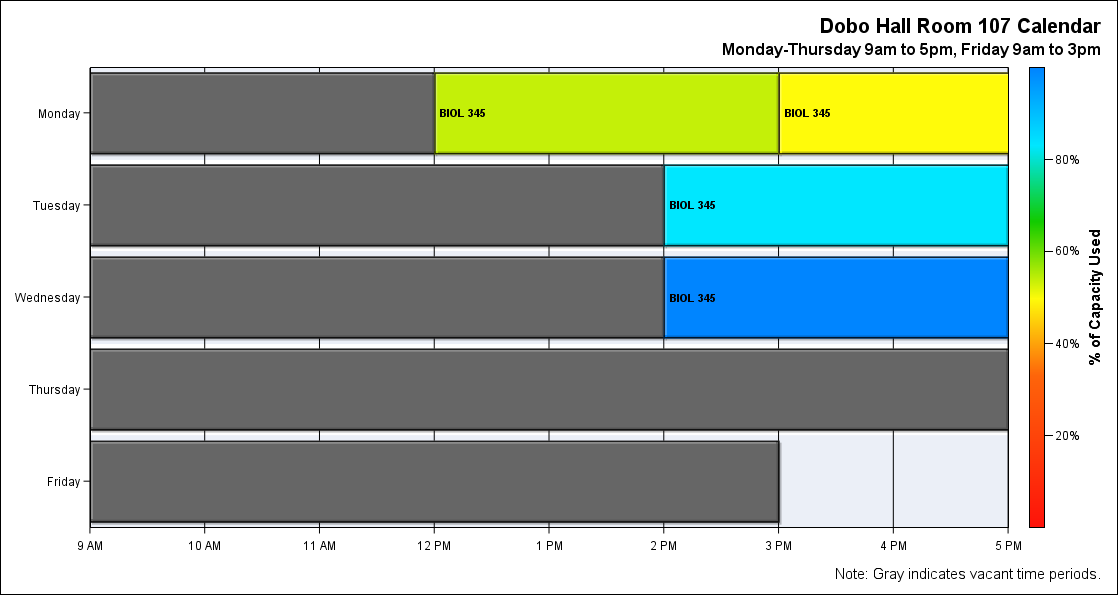 Dobo Hall Room 107 Calendar
Monday-Thursday 9am to 5pm, Friday 9am to 3pm
Monday
BIOL 345
BIOL 345
Tuesday
BIOL 345
Wednesday
BIOL 345
Thursday
Friday
9 AM
10 AM
11 AM
12 PM
1 PM
2 PM
3 PM
4 PM
5 PM
80%
60%
40%
20%
% of Capacity Used
Note: Gray indicates vacant time periods.